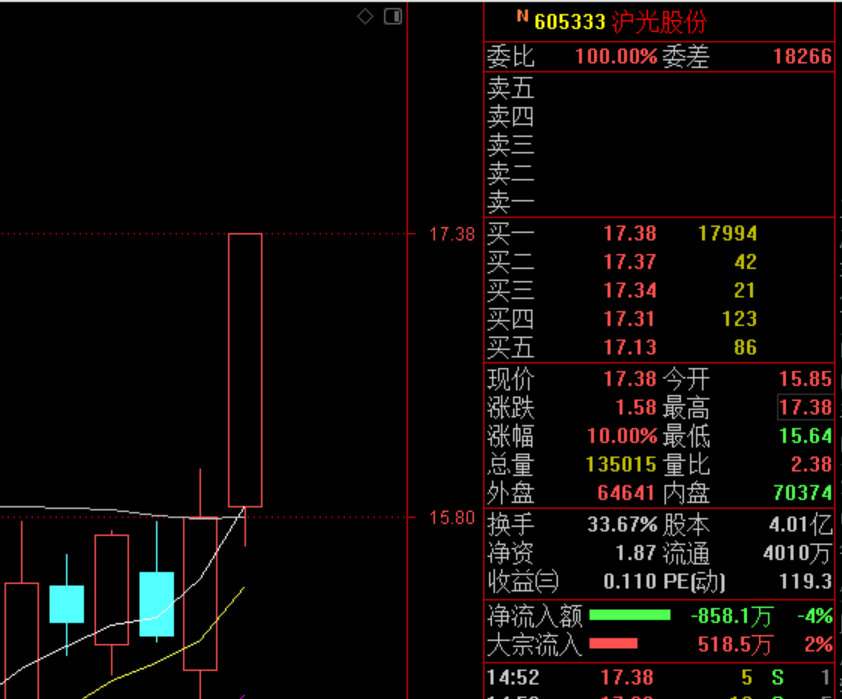 N 605333 沪光股份
委比 100.00% 委差 18266
卖五
卖四
卖三
卖二
卖一
17.38
买一 17.38 17994
买二 17.37 42
买三 17.34 21
买四 17.31 123
买五 17.13 86
现价 17.38 今开 15.85
涨跌 1.58 最高 17.38
涨幅 10.00% 最低 15.64
总量 135015 量比 2.38
外盘 64641 内盘 70374
15.80
换手 33.67% 股本 4.01亿
净资 1.87 流通 4010万
收益㈢ 0.110 PE(动) 119.3
净流入额 -858.1万 -4%
大宗流入 518.5万 2%
14:52 17.38 5 S 1